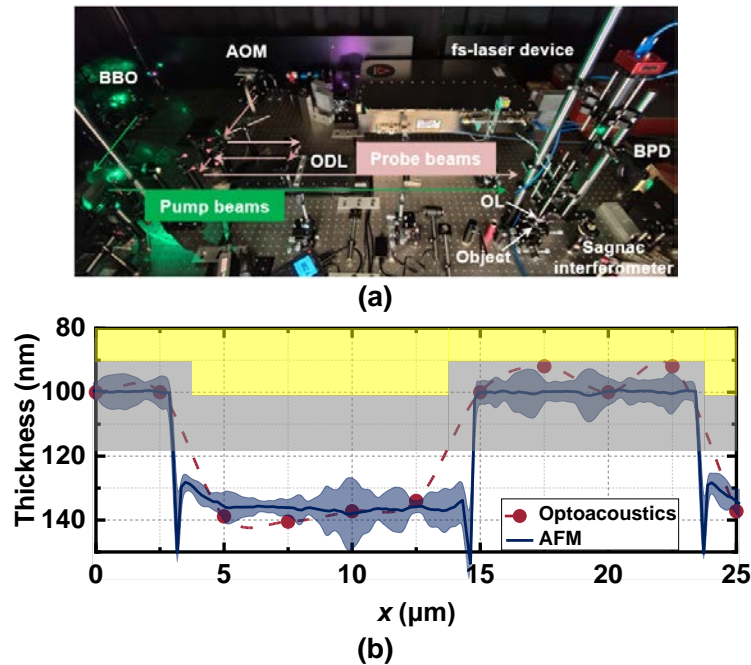 AOM
fs-laser device
BBO
BPD
ODL
Probe beams
OL
Pump beams
Object
Sagnac
interferometer
(a)
Thickness (nm)
80
100
120
140
Optoacoustics
AFM
0
5
10
15
20
25
x (µm)
(b)